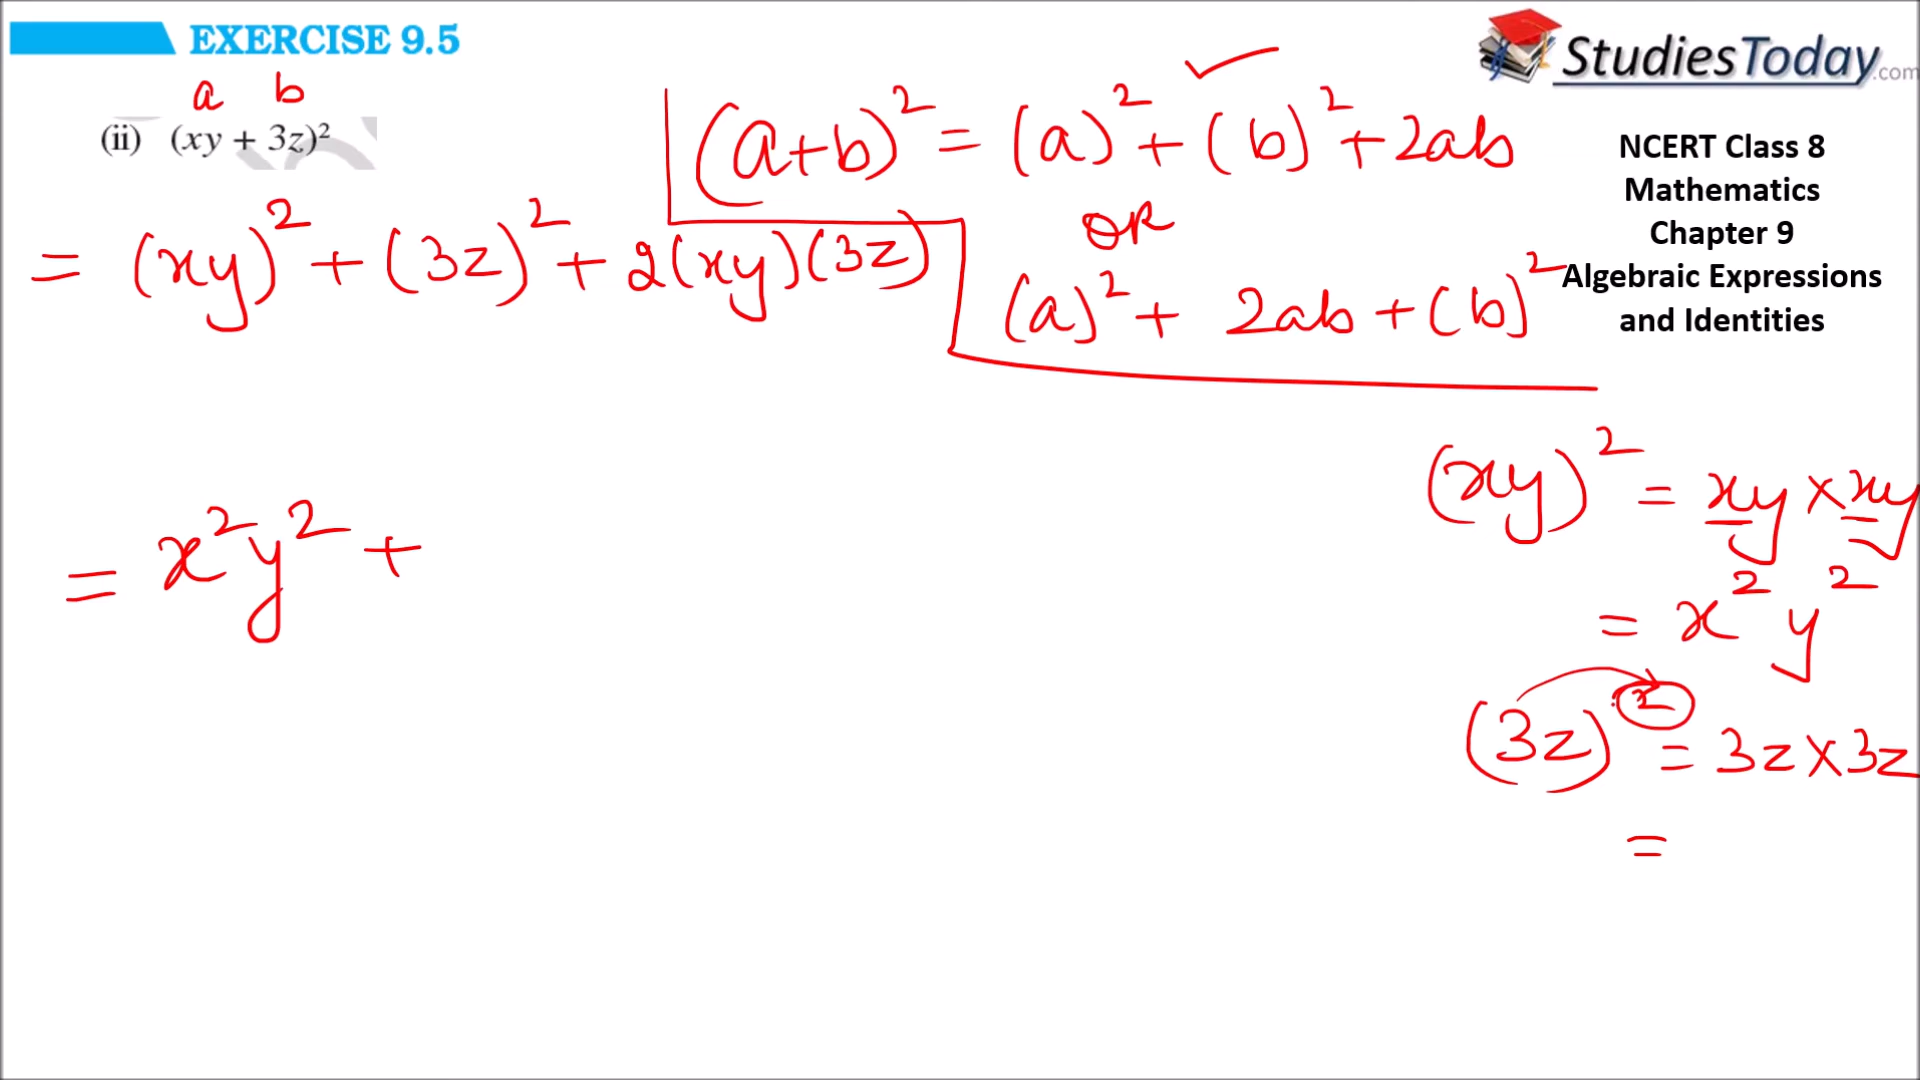 EXERCISE 9.5
StudiesToday.com
a b
(ii) (xy + 3z)²
(a+b)² = (a)² + (b)² + 2ab
OR
(a)² + 2ab + (b)²
NCERT Class 8
Mathematics
Chapter 9
Algebraic Expressions
and Identities
= (xy)² + (3z)² + 2(xy)(3z)
= x²y² +
(xy)² = xy × xy
= x² y²
(3z)² = 3z × 3z
=